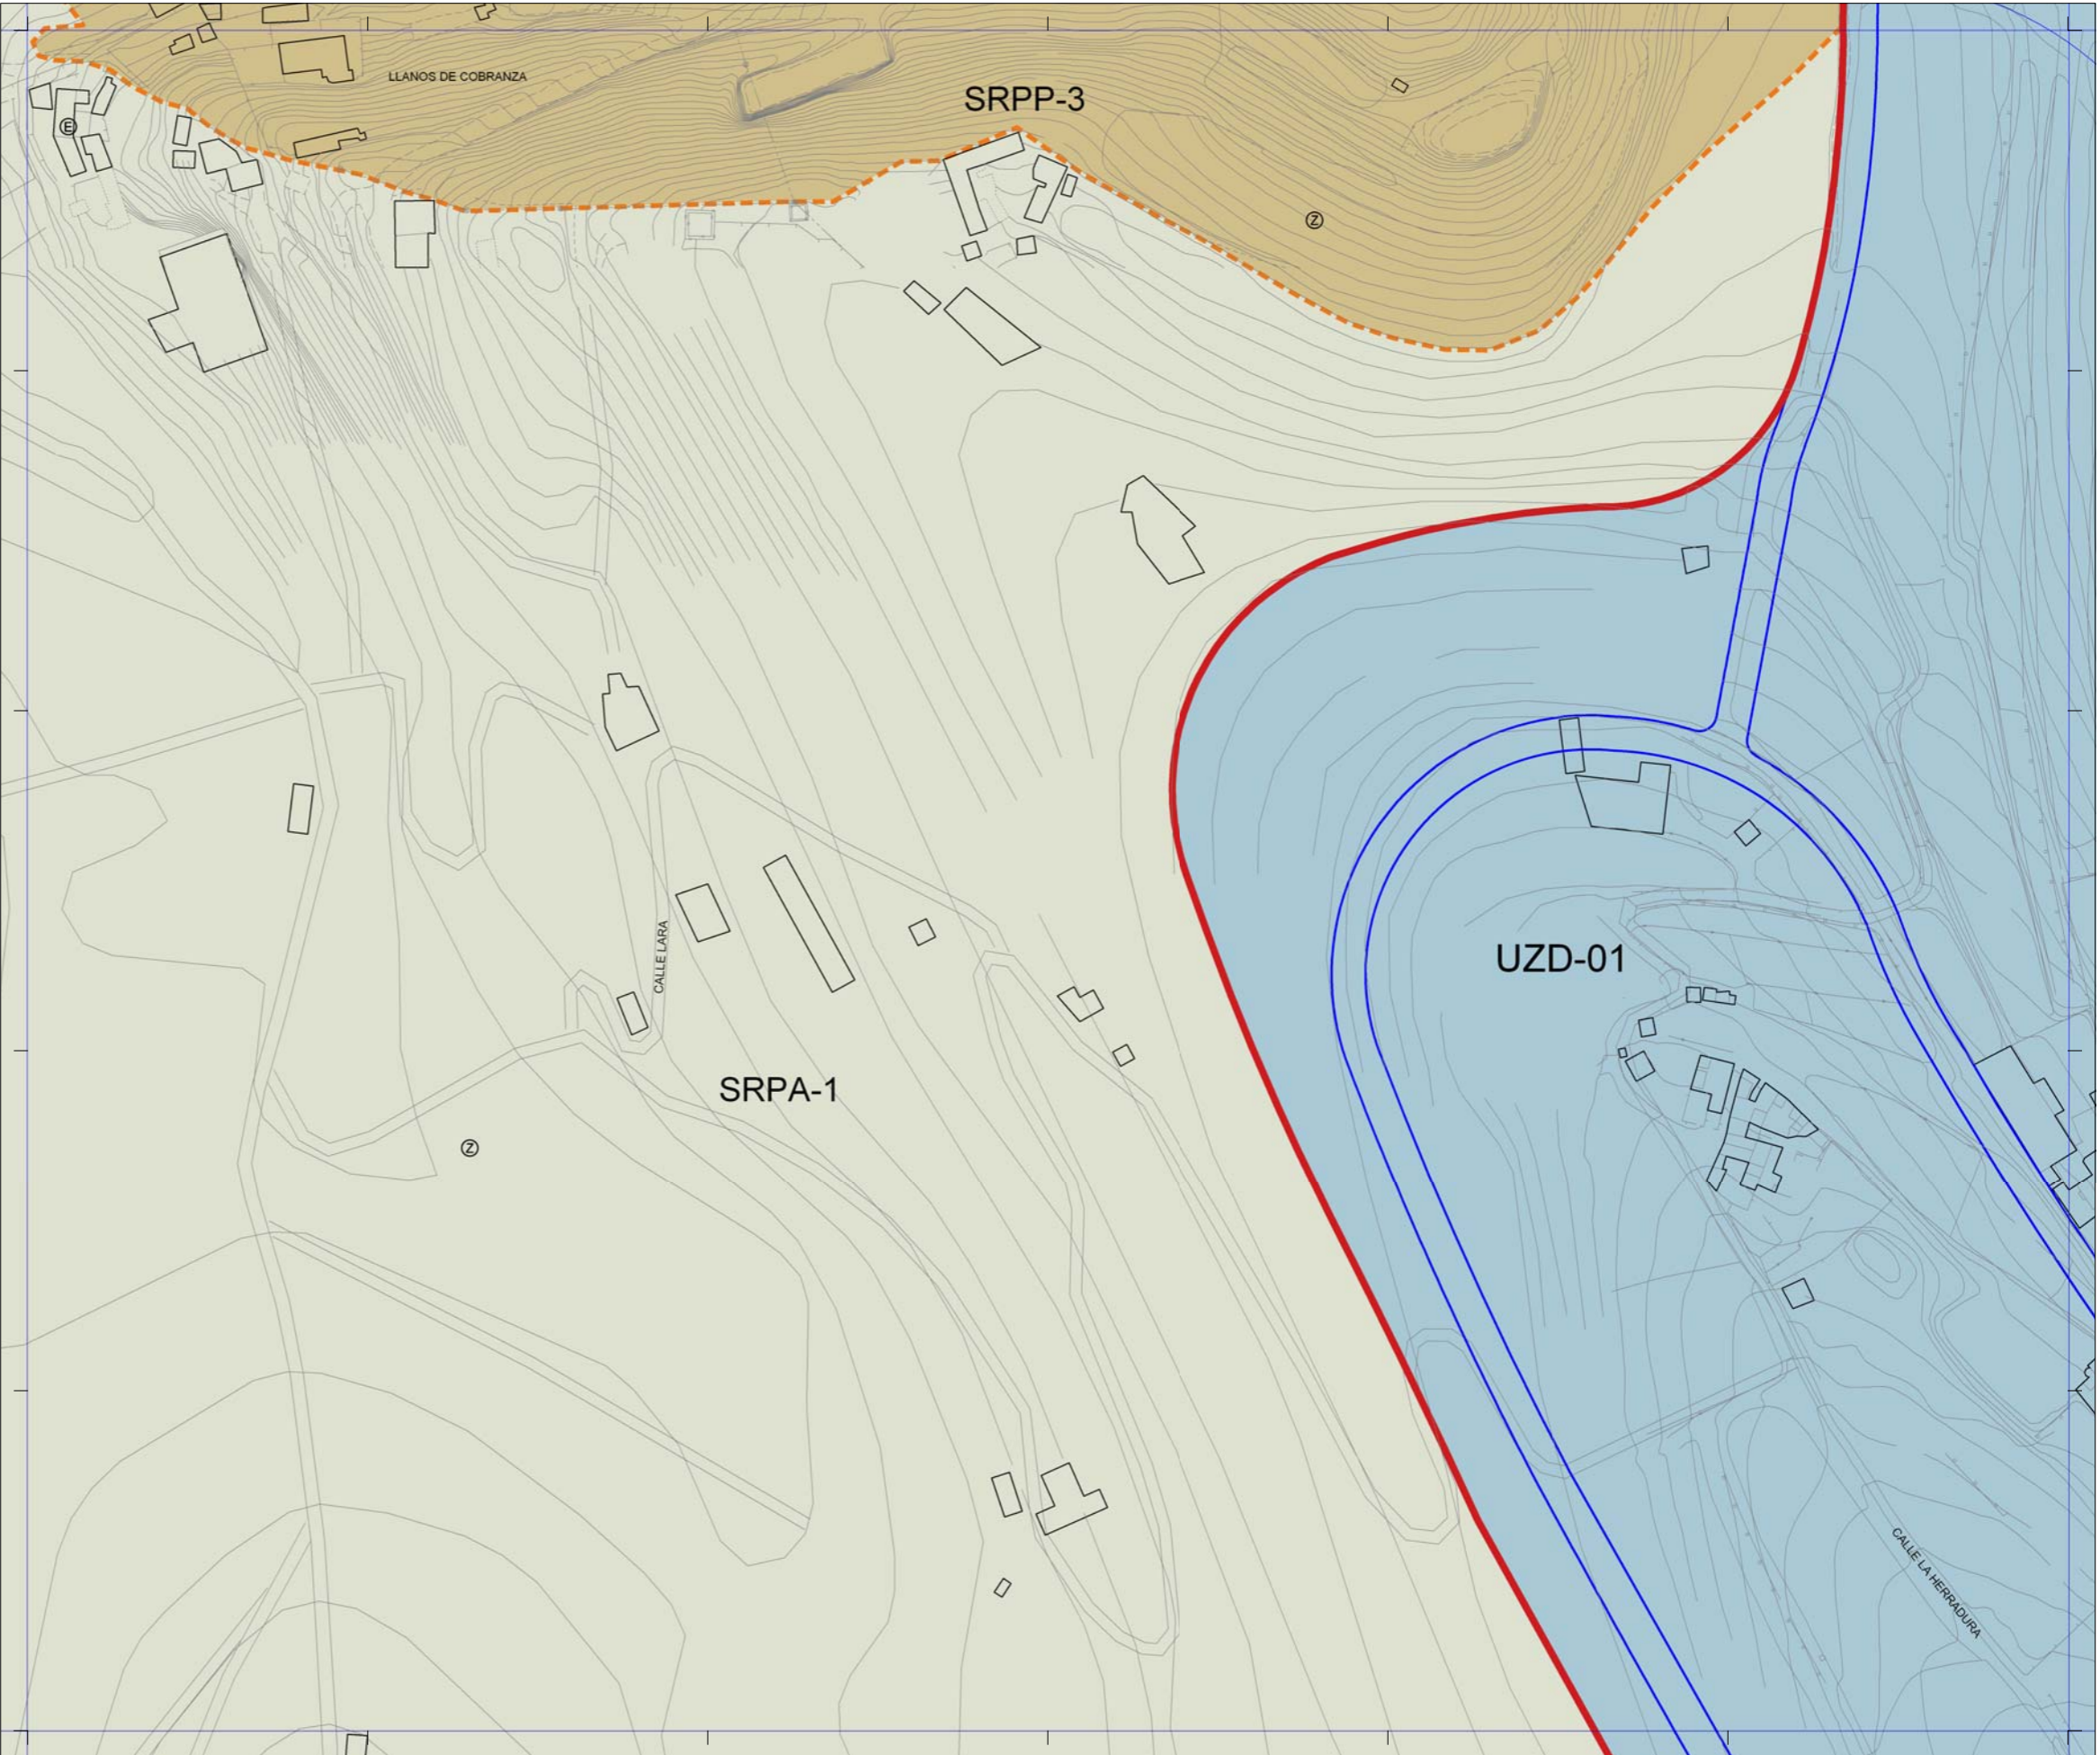 LLANOS DE COBRANZA
SRPP-3
E
Z
UZD-01
CALLE LARA
SRPA-1
Z
CALLE LA HERRADURA